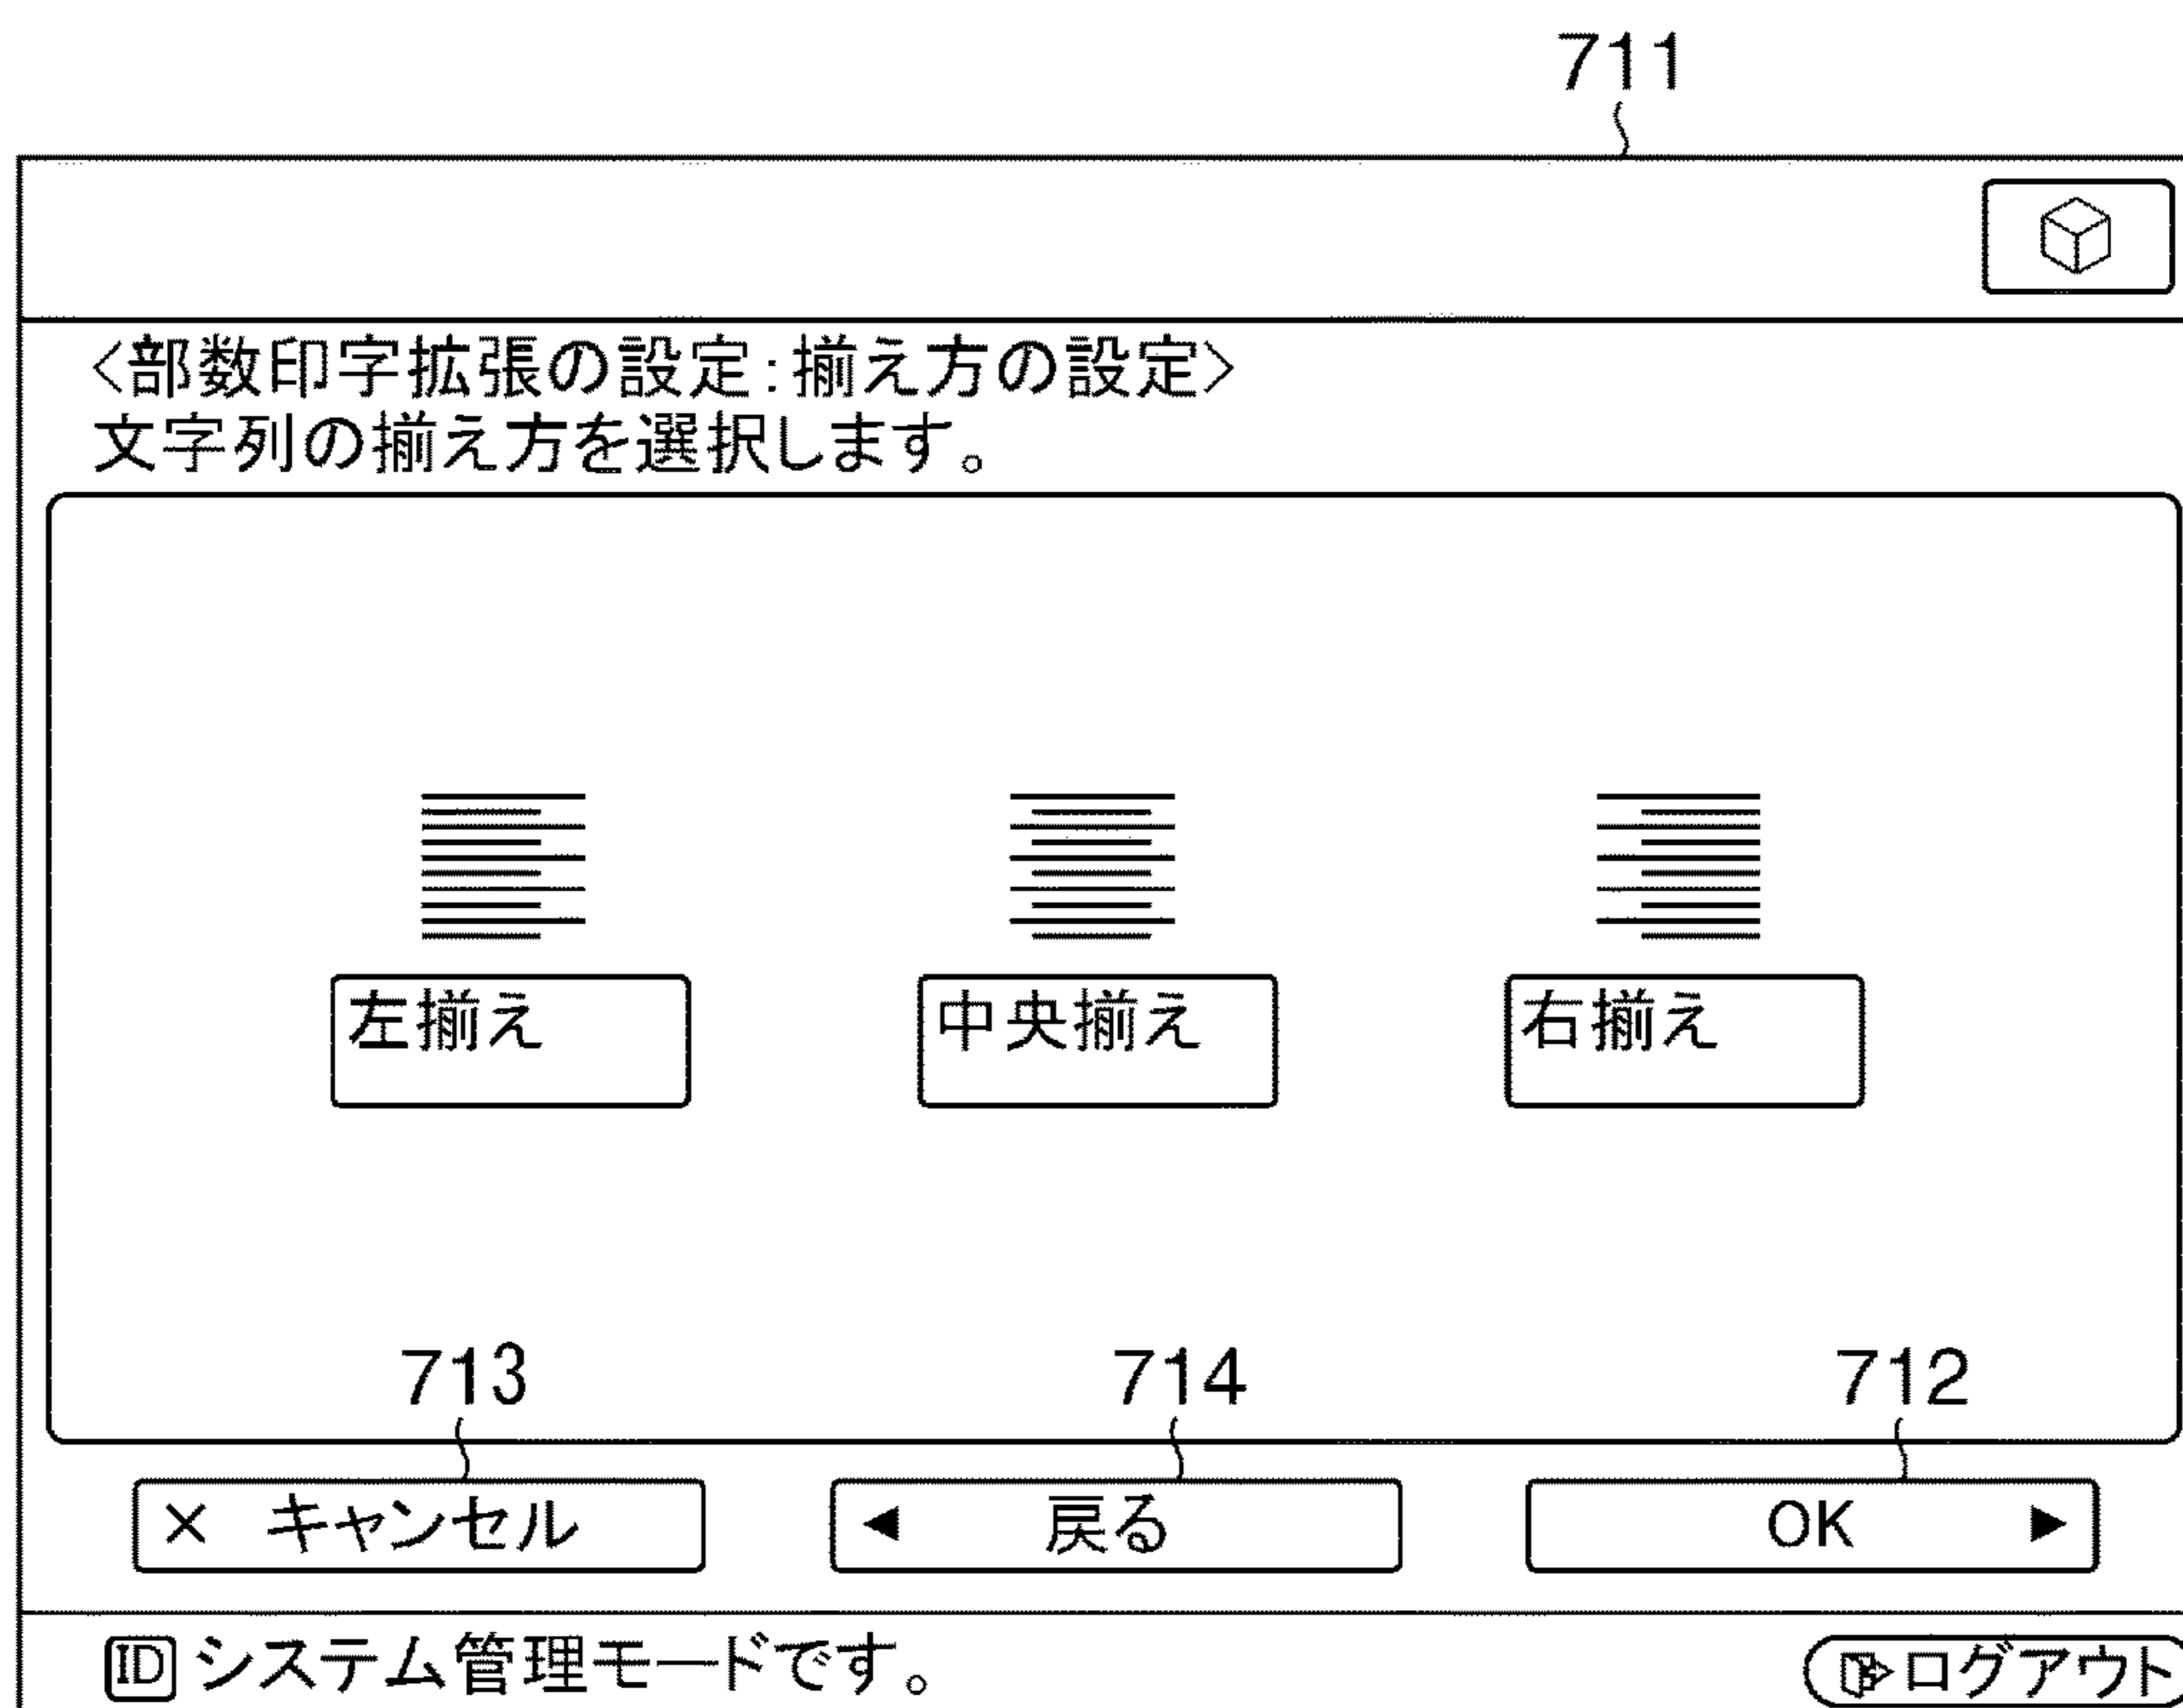 711
<部数印字拡張の設定:揃え方の設定>
文字列の揃え方を選択します。
左揃え
中央揃え
右揃え
713
714
712
× キャンセル
◀ 戻る
OK ▶
ID システム管理モードです。
ログアウト